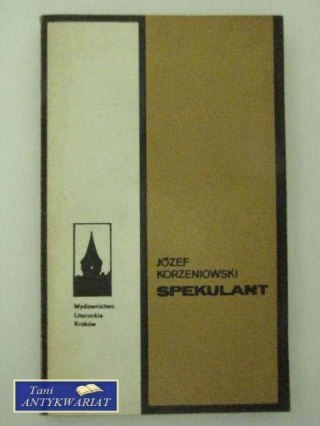 JÓZEF
KORZENIOWSKI
SPEKULANT
Wydawnictwo
Literackie
Kraków
Tani
ANTYKWARIAT